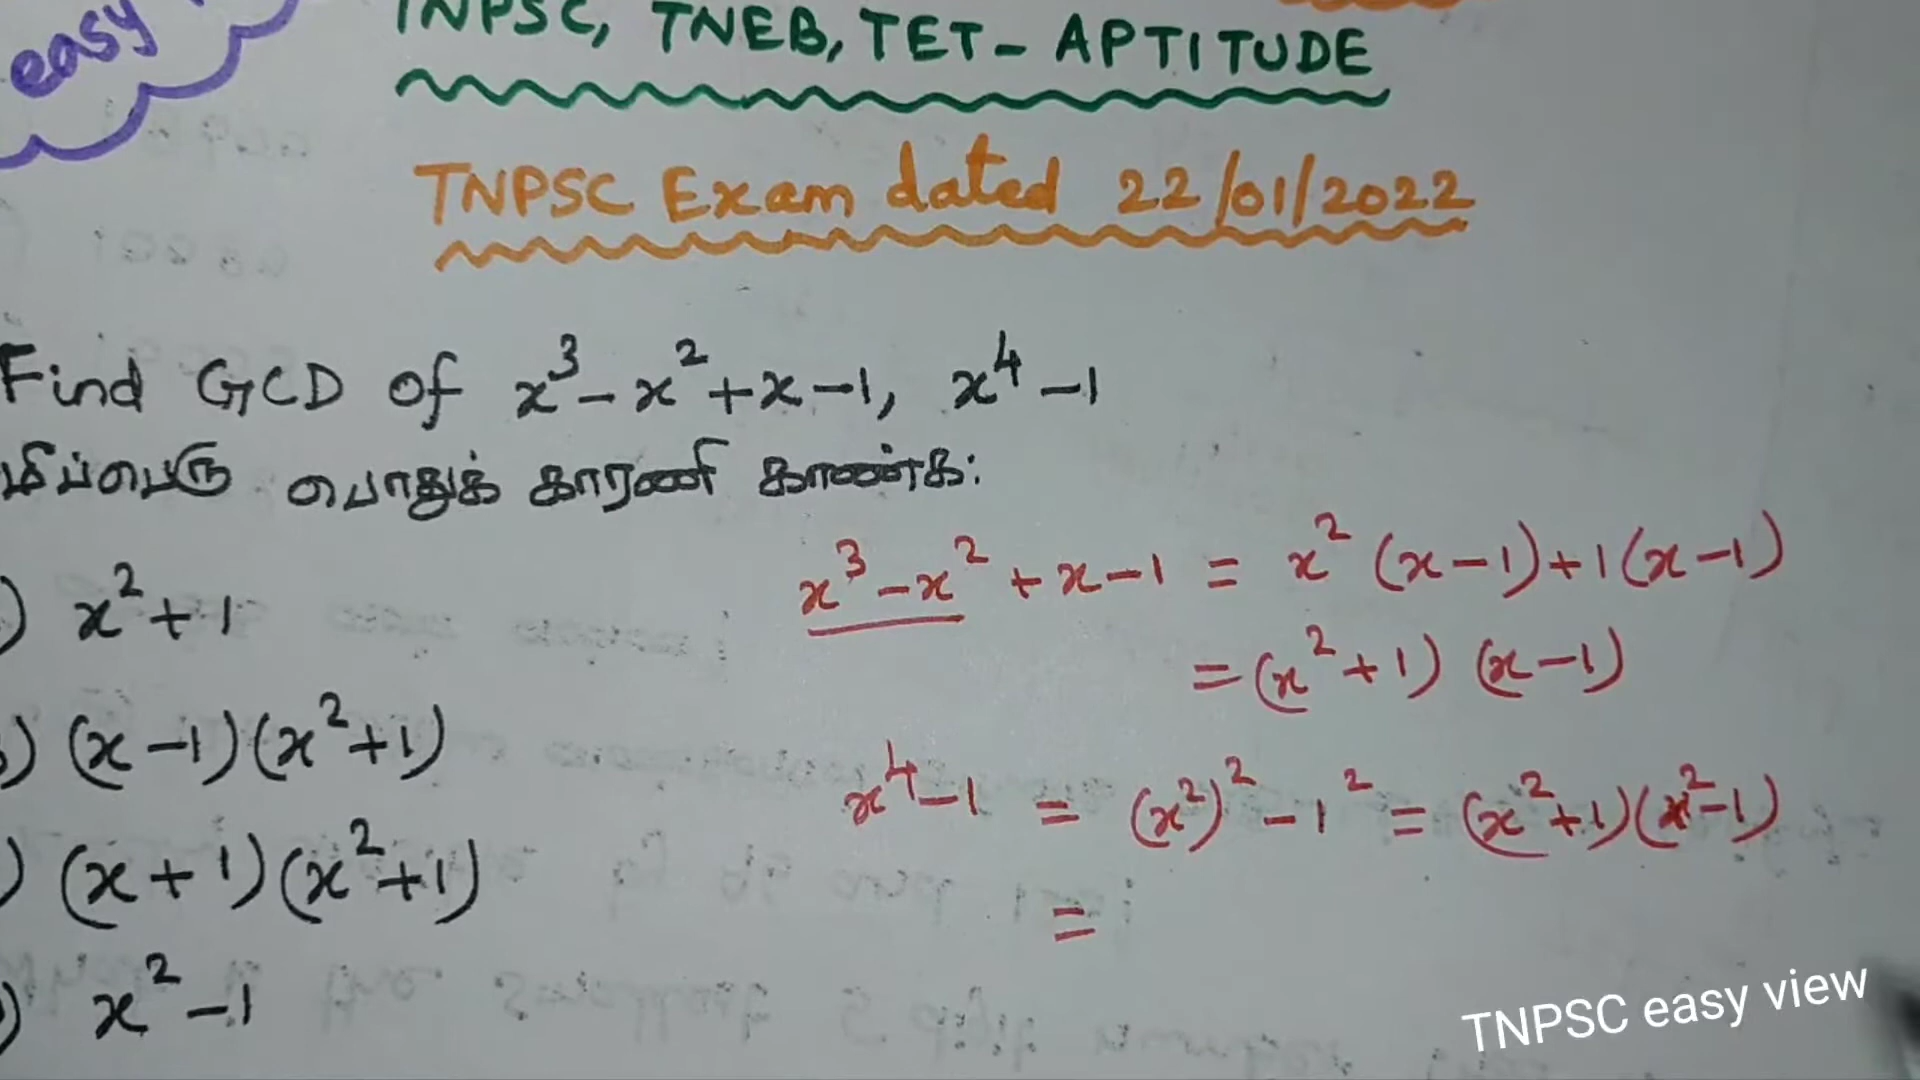 easy
TNPSC, TNEB, TET - APTITUDE
TNPSC Exam dated 22/01/2022
Find GCD of x³ - x² + x - 1, x⁴ - 1
மீப்பெரு பொதுக் காரணி காண்க:
) x² + 1
) (x - 1)(x² + 1)
) (x + 1)(x² + 1)
) x² - 1
x³ - x² + x - 1 = x² (x - 1) + 1 (x - 1)
= (x² + 1) (x - 1)
x⁴ - 1 = (x²)² - 1² = (x² + 1)(x² - 1)
=
TNPSC easy view